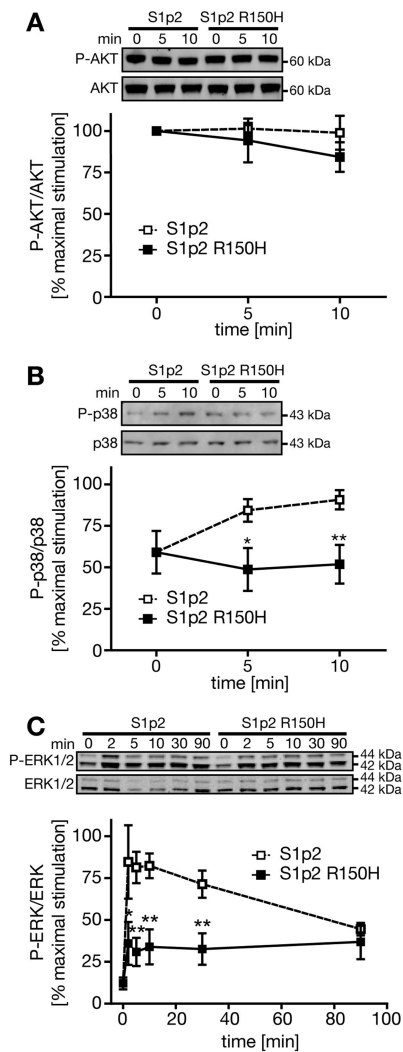 A
S1p2 S1p2 R150H
min 0 5 10 0 5 10
P-AKT 60 kDa
AKT 60 kDa
P-AKT/AKT
[% maximal stimulation]
100
75
50
25
0
S1p2
S1p2 R150H
0 5 10
time [min]
B
S1p2 S1p2 R150H
min 0 5 10 0 5 10
P-p38 43 kDa
p38 43 kDa
P-p38/p38
[% maximal stimulation]
100
75
50
25
0
* **
S1p2
S1p2 R150H
0 5 10
time [min]
C
S1p2 S1p2 R150H
min 0 2 5 10 30 90 0 2 5 10 30 90
P-ERK1/2 44 kDa
42 kDa
ERK1/2 44 kDa
42 kDa
P-ERK/ERK
[% maximal stimulation]
100
75
50
25
0
S1p2
S1p2 R150H
* ** ** **
0 20 40 60 80 100
time [min]